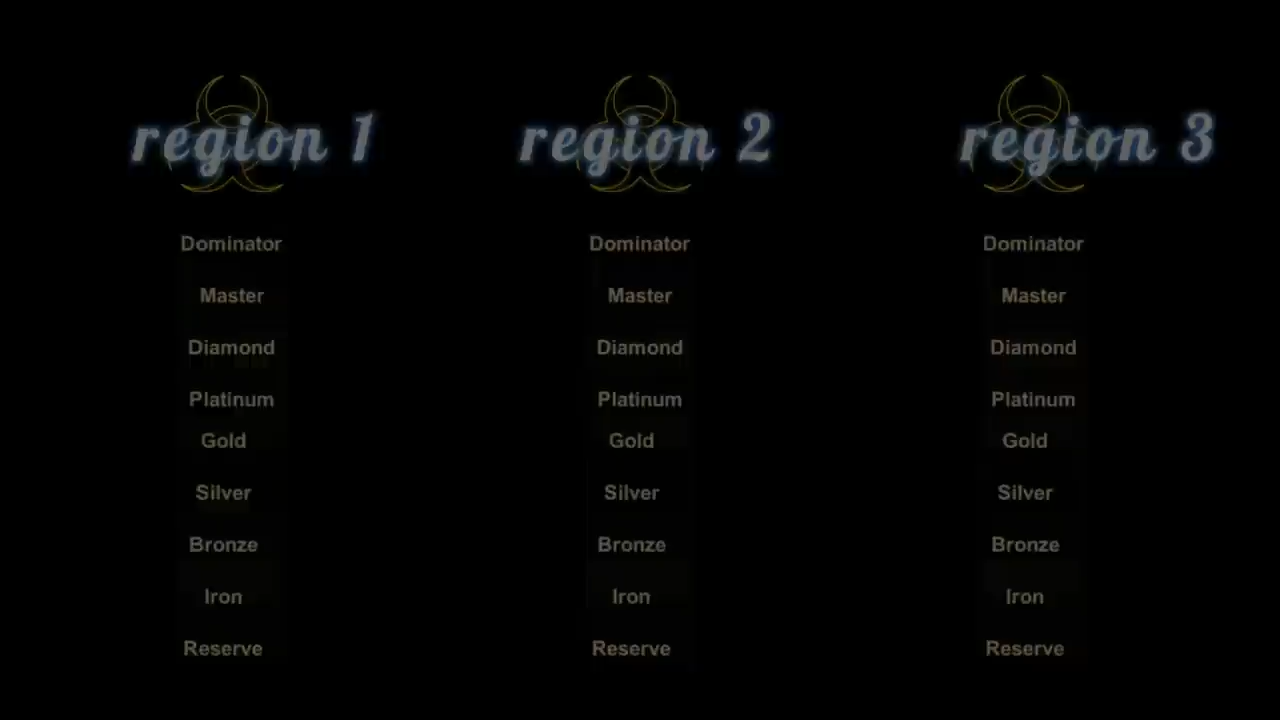 region 1
Dominator
Master
Diamond
Platinum
Gold
Silver
Bronze
Iron
Reserve
region 2
Dominator
Master
Diamond
Platinum
Gold
Silver
Bronze
Iron
Reserve
region 3
Dominator
Master
Diamond
Platinum
Gold
Silver
Bronze
Iron
Reserve